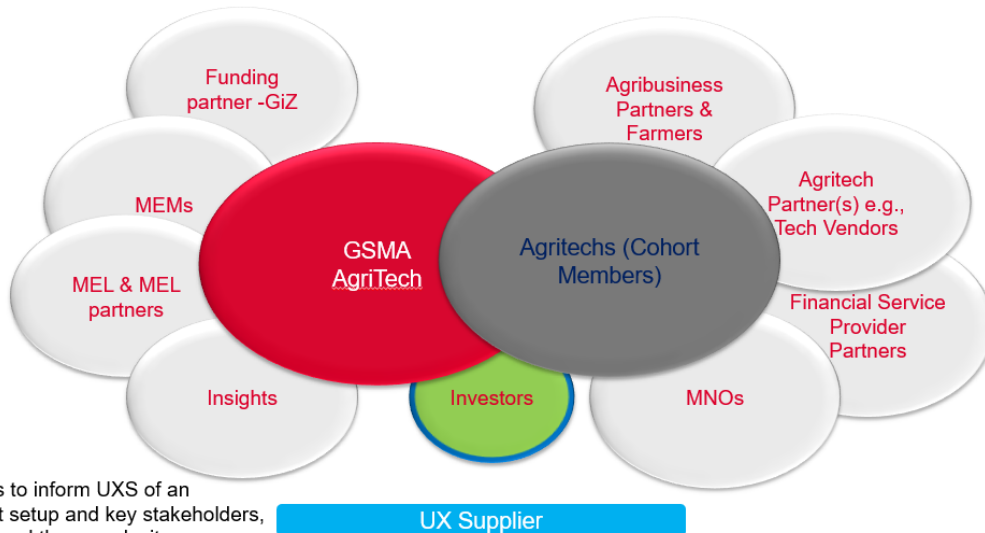 Funding
partner -GiZ
MEMs
MEL & MEL
partners
Insights
GSMA
AgriTech
Investors
Agritechs (Cohort
Members)
Agribusiness
Partners &
Farmers
Agritech
Partner(s) e.g.,
Tech Vendors
Financial Service
Provider
Partners
MNOs
s to inform UXS of an
t setup and key stakeholders,
UX Supplier